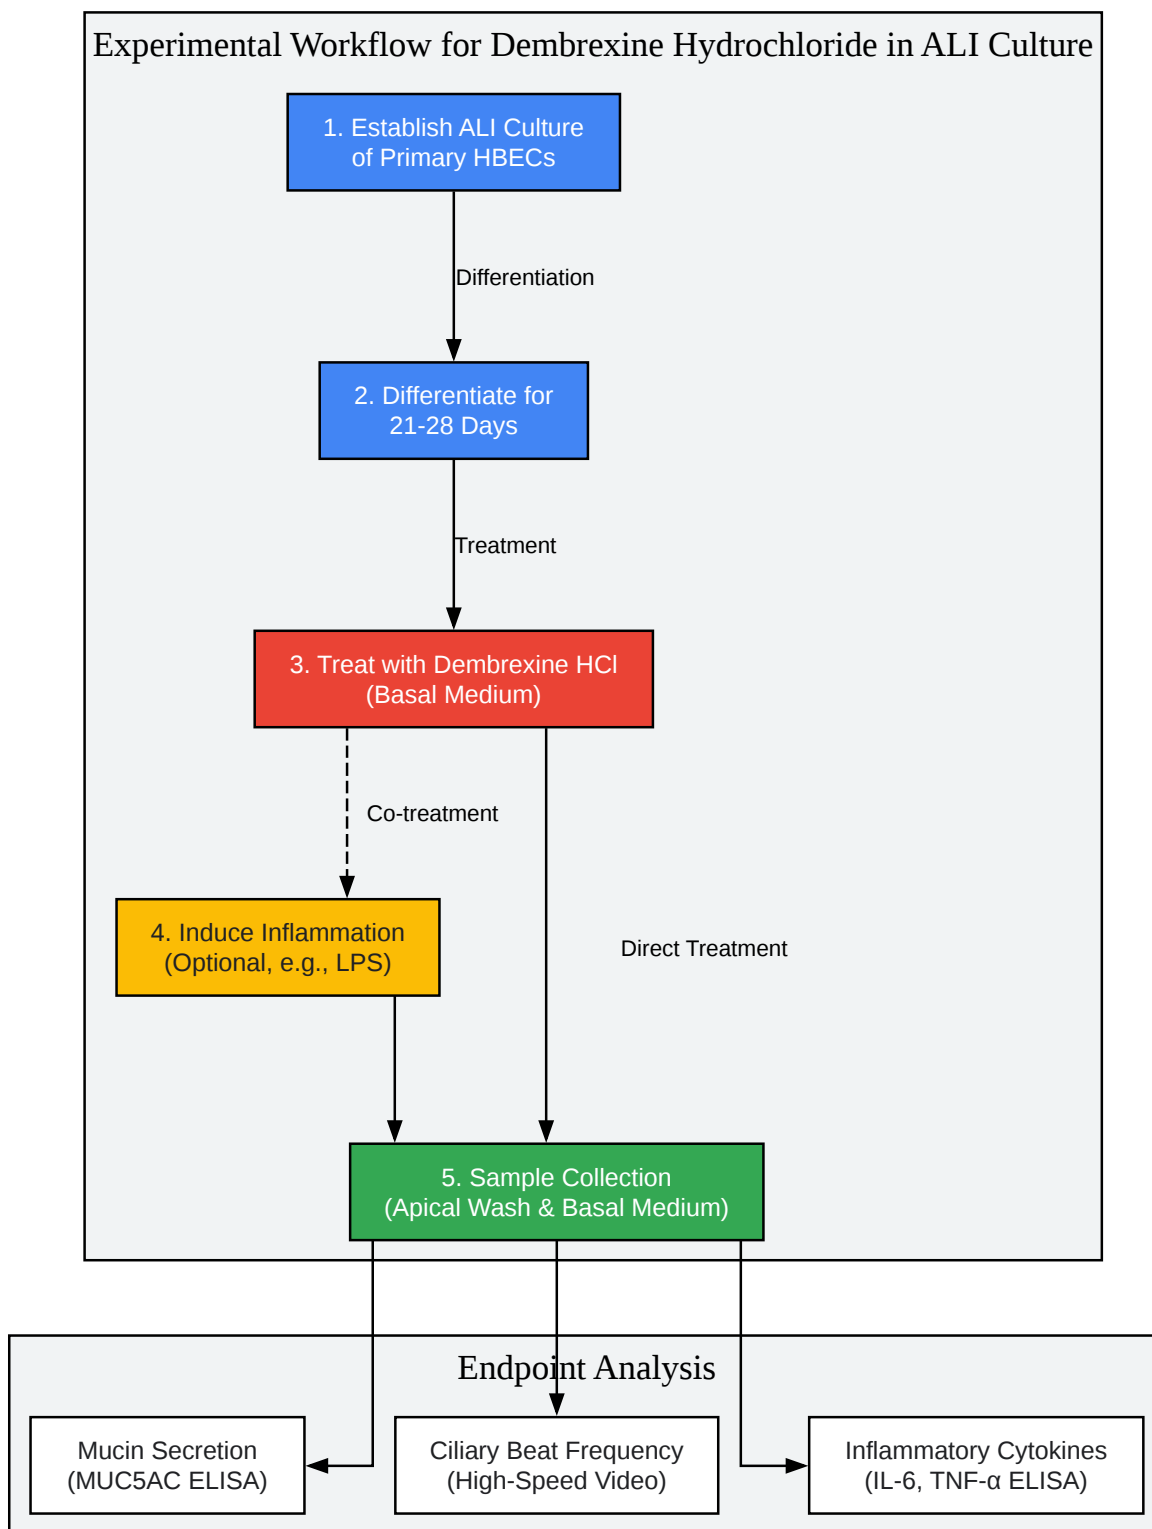 Experimental Workflow for Dembrexine Hydrochloride in ALI Culture
1. Establish ALI Culture
of Primary HBECs
Differentiation
2. Differentiate for
21-28 Days
Treatment
3. Treat with Dembrexine HCl
(Basal Medium)
Co-treatment
4. Induce Inflammation
(Optional, e.g., LPS)
Direct Treatment
5. Sample Collection
(Apical Wash & Basal Medium)
Endpoint Analysis
Mucin Secretion
(MUC5AC ELISA)
Ciliary Beat Frequency
(High-Speed Video)
Inflammatory Cytokines
(IL-6, TNF-α ELISA)